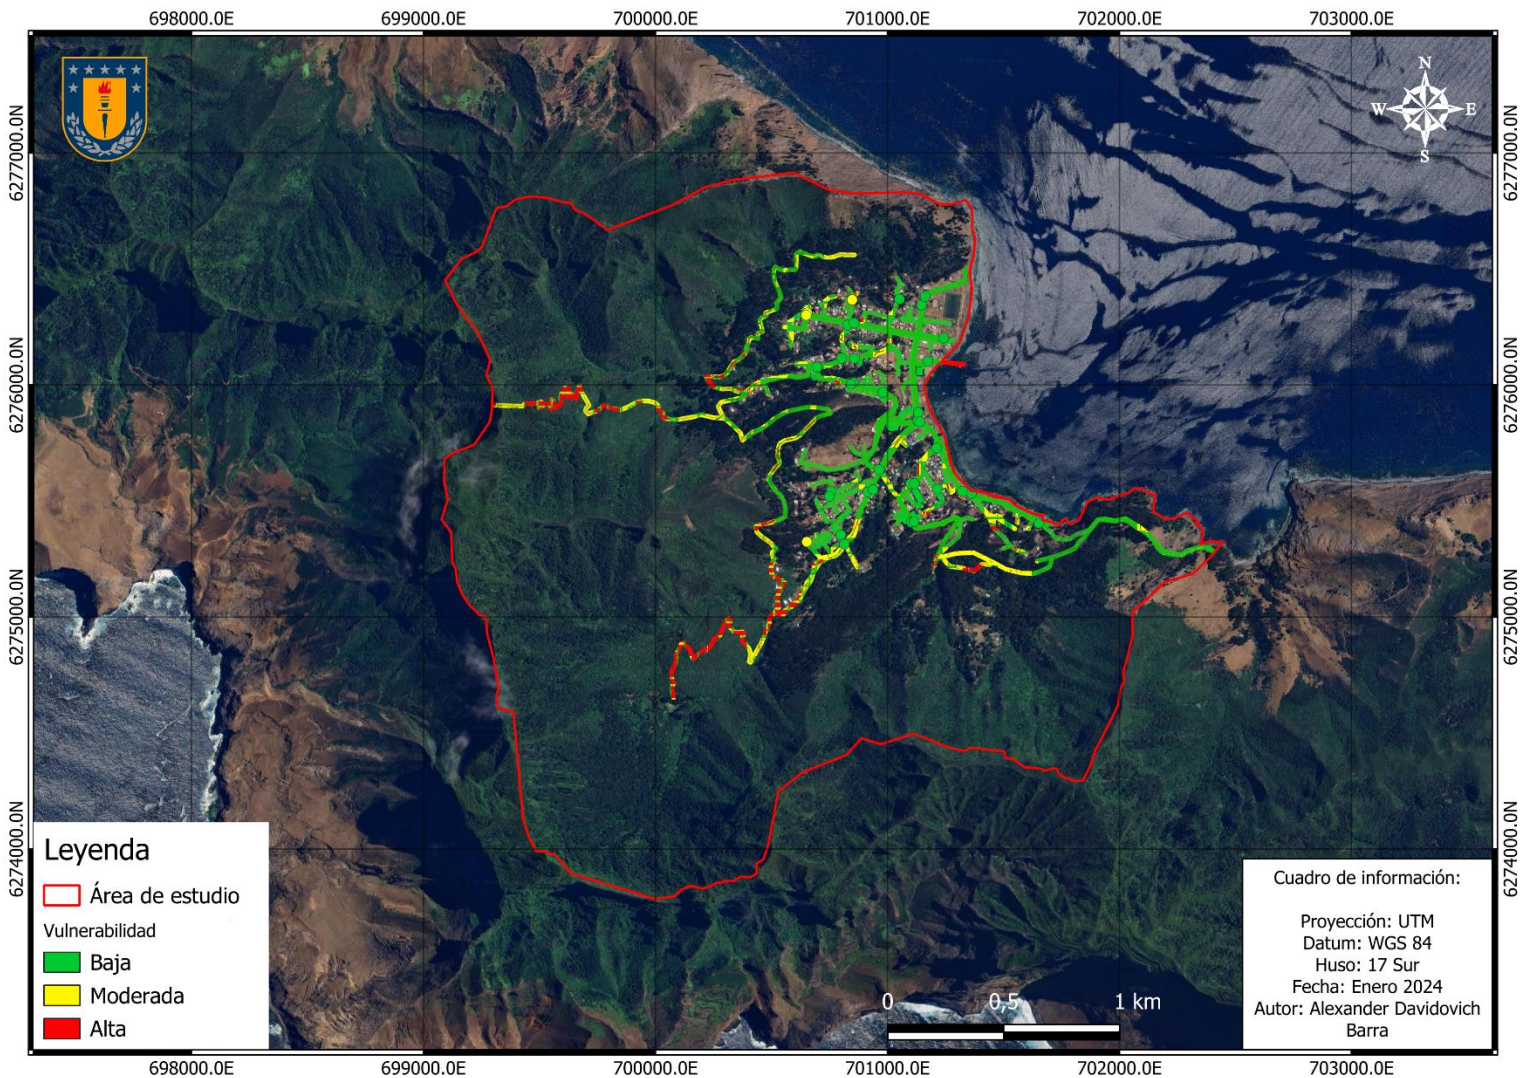 698000.0E 699000.0E 700000.0E 701000.0E 702000.0E 703000.0E
N
W E
S
6277000.0N 6277000.0N
6276000.0N 6276000.0N
6275000.0N 6275000.0N
6274000.0N 6274000.0N
Leyenda
Área de estudio
Vulnerabilidad
Baja
Moderada
Alta
0 0,5 1 km
Cuadro de información:
Proyección: UTM
Datum: WGS 84
Huso: 17 Sur
Fecha: Enero 2024
Autor: Alexander Davidovich
Barra
698000.0E 699000.0E 700000.0E 701000.0E 702000.0E 703000.0E